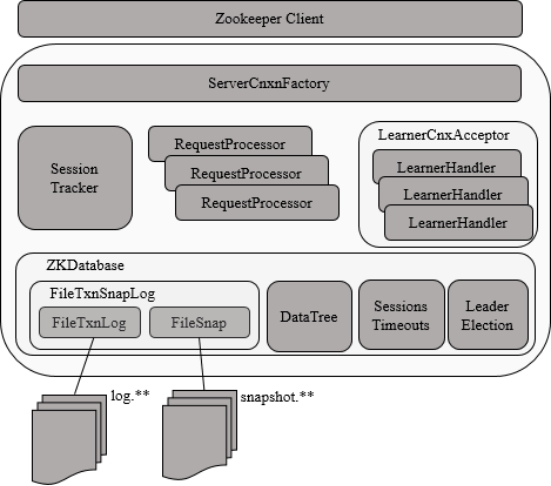 Zookeeper Client
ServerCnxnFactory
Session
Tracker
RequestProcessor
RequestProcessor
RequestProcessor
LearnerCnxAcceptor
LearnerHandler
LearnerHandler
LearnerHandler
ZKDatabase
FileTxnSnapLog
FileTxnLog
FileSnap
DataTree
Sessions
Timeouts
Leader
Election
log.**
snapshot.**